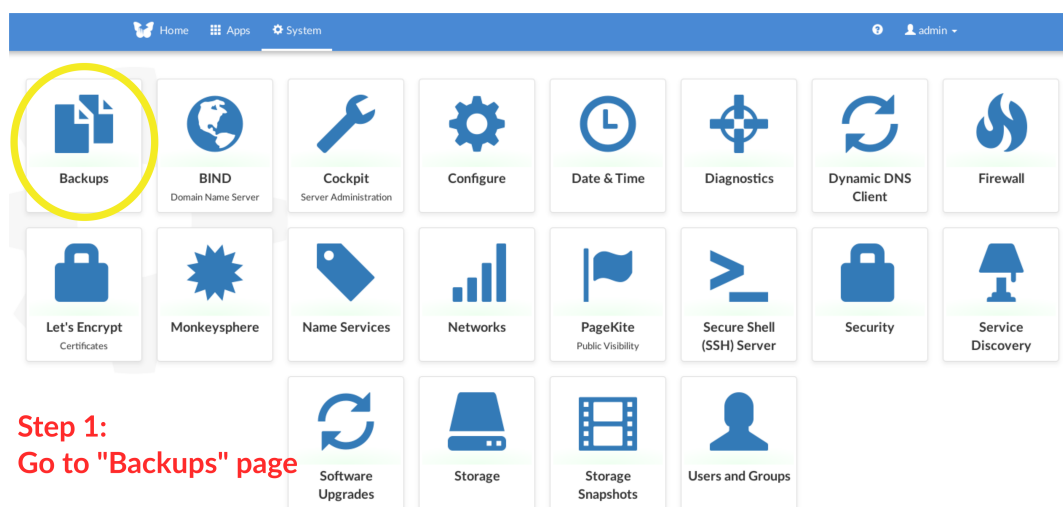 Home Apps System admin
Backups BIND Cockpit Configure Date & Time Diagnostics Dynamic DNS Firewall
Domain Name Server Server Administration Client
Let's Encrypt Monkeysphere Name Services Networks PageKite Secure Shell Security Service
Certificates Public Visibility (SSH) Server Discovery
Step 1:
Go to "Backups" page
Software Storage Storage Users and Groups
Upgrades Snapshots